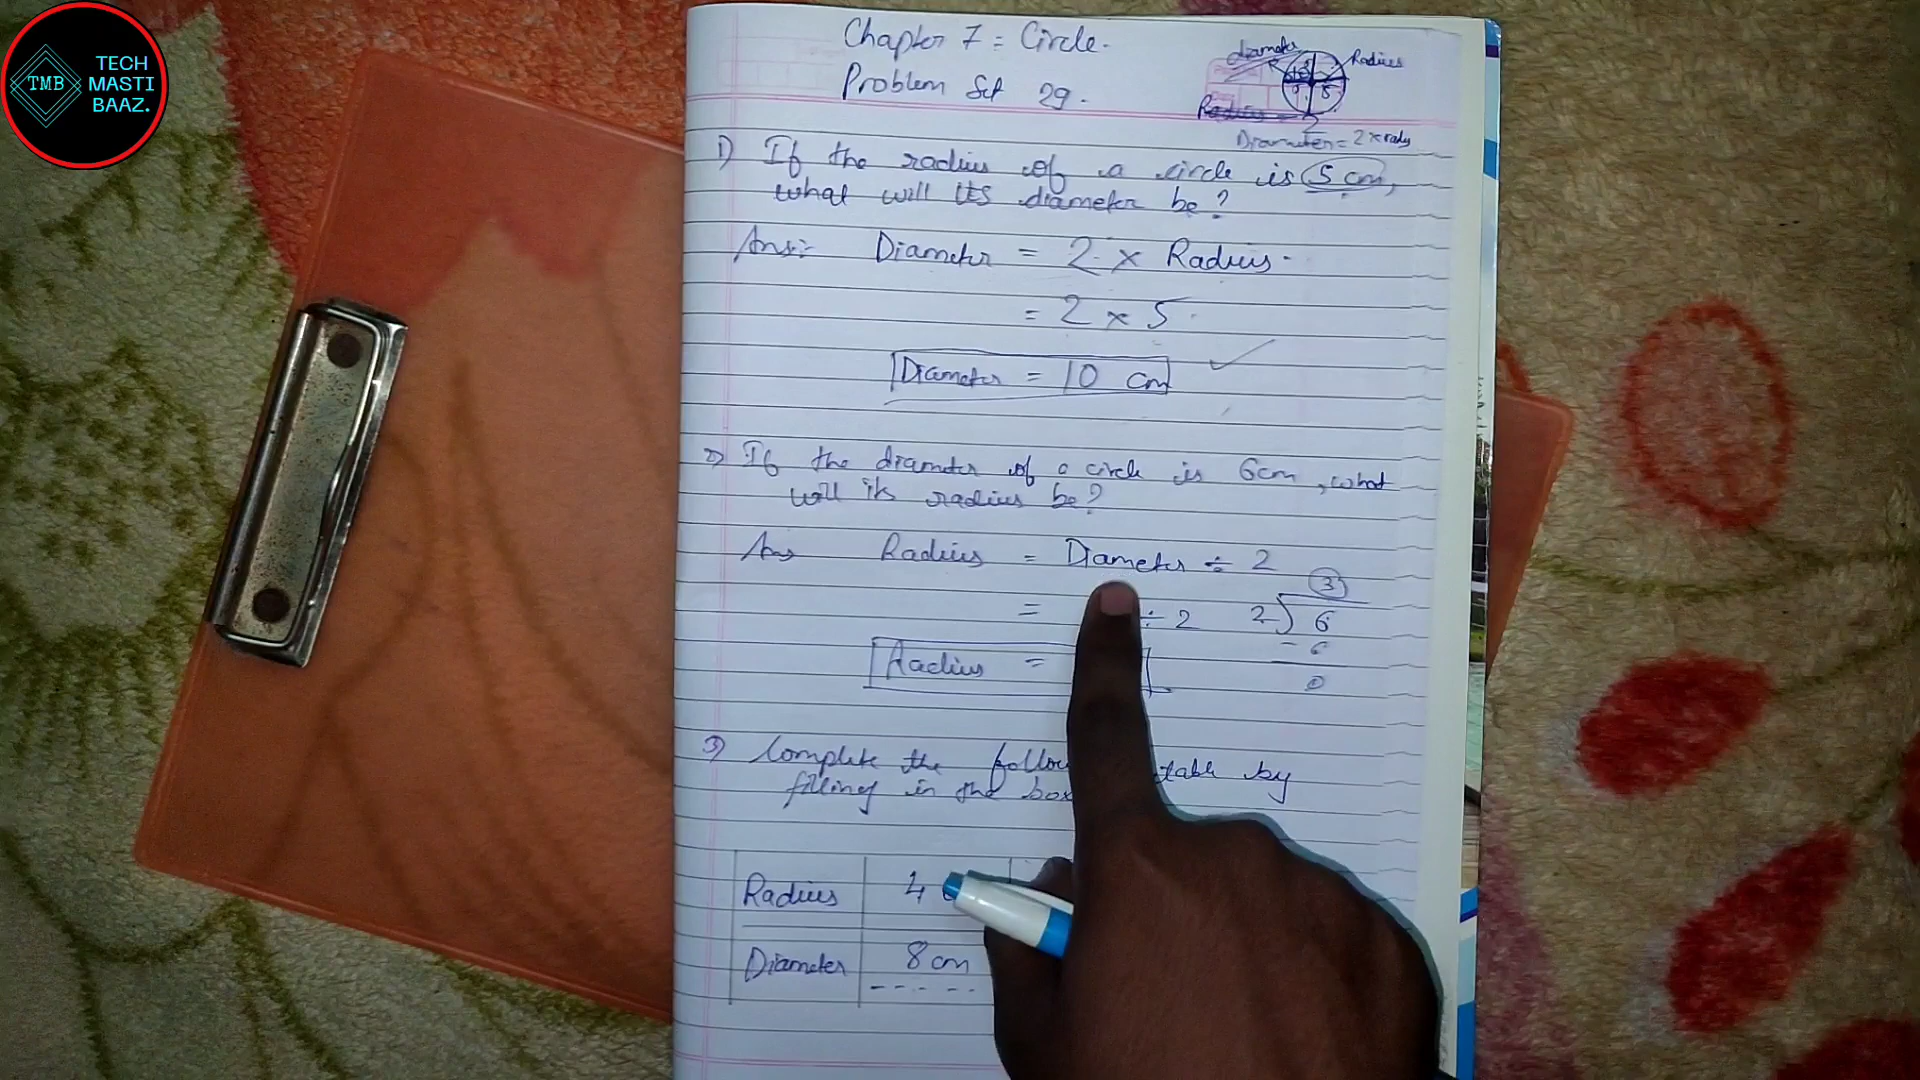 TMB
TECH
MASTI
BAAZ.
Chapter 7 = Circle.
Problem Set 29.
diameter
Radius
5
Diameter = 2 x
1) If the radius of a circle is 5 cm,
what will its diameter be?
Ans:- Diameter = 2 x Radius.
= 2 x 5
Diameter = 10 cm
2) If the diameter of a circle is 6cm, what
will its radius be?
Ans Radius = Diameter ÷ 2
= ÷ 2
3
2) 6
- 6
0
Radius =
3) Complete the table by
filling in the
Radius 4
Diameter 8 cm